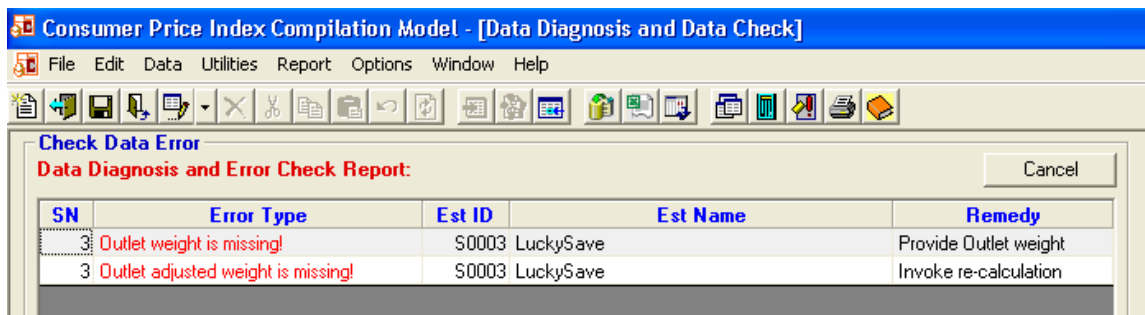 Consumer Price Index Compilation Model - [Data Diagnosis and Data Check]
File Edit Data Utilities Report Options Window Help
Check Data Error
Data Diagnosis and Error Check Report:
Cancel
SN Error Type Est ID Est Name Remedy
3 Outlet weight is missing! S0003 LuckySave Provide Outlet weight
3 Outlet adjusted weight is missing! S0003 LuckySave Invoke re-calculation